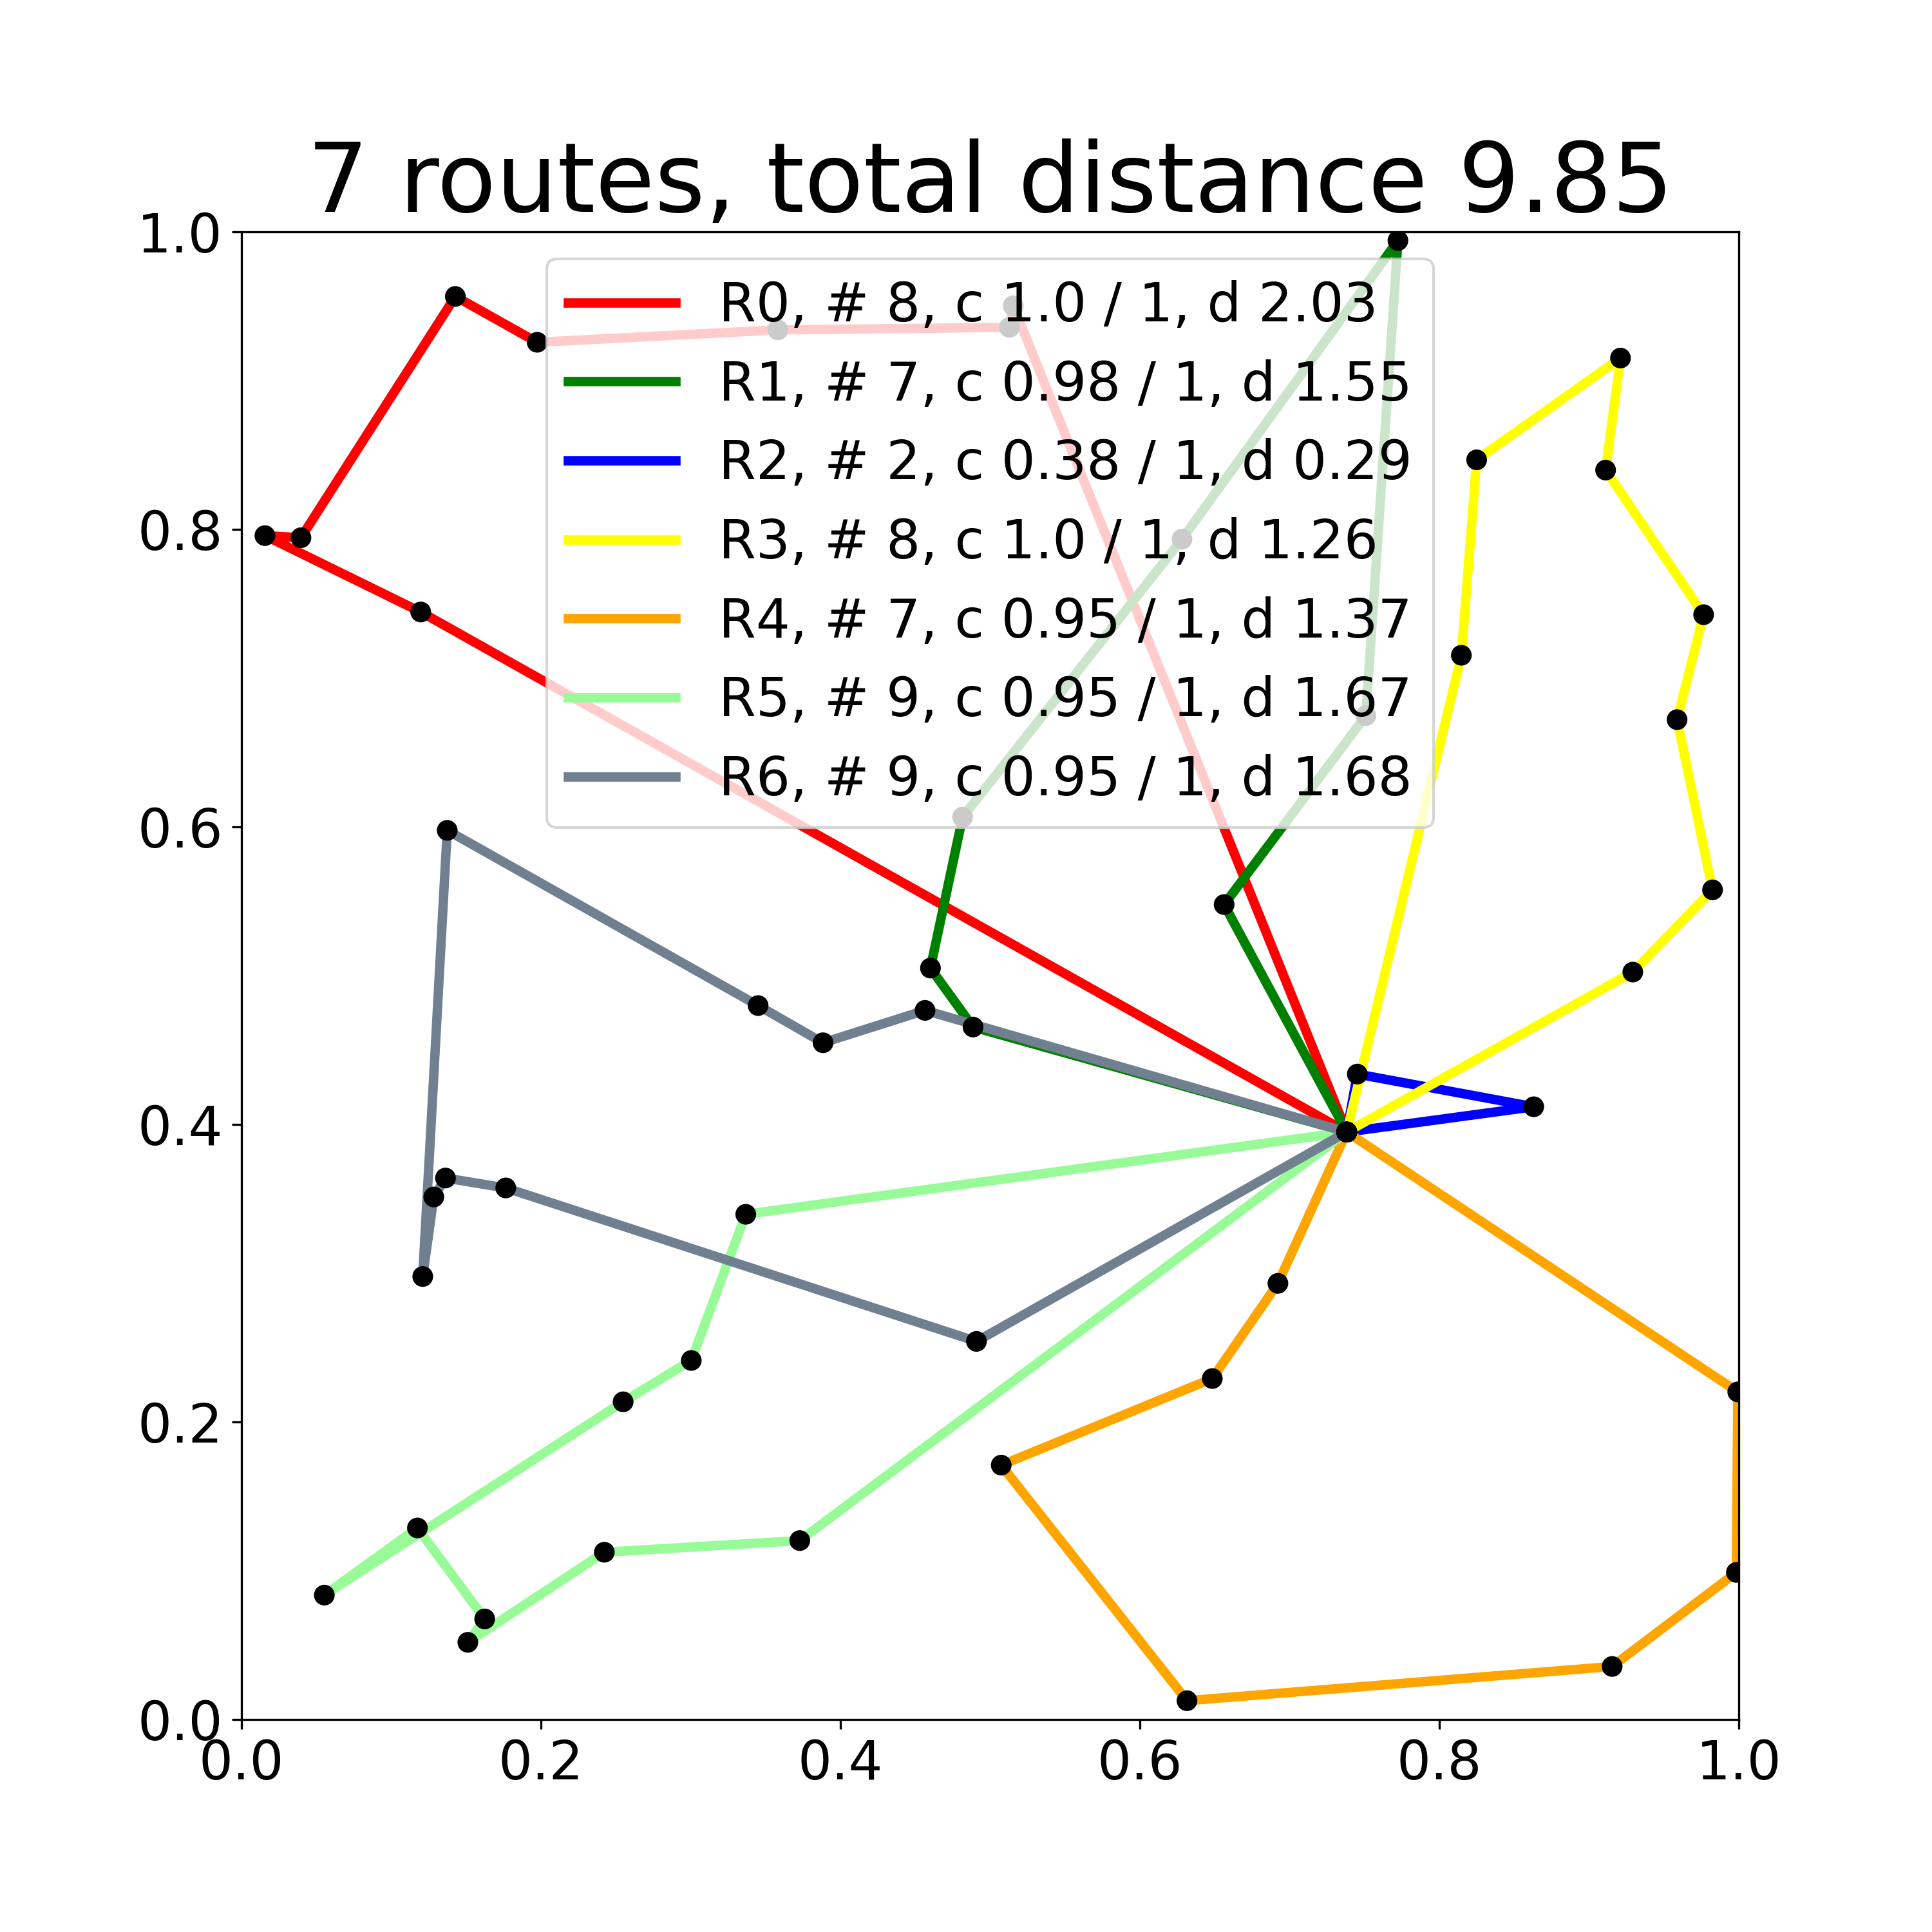 7 routes, total distance 9.85
1.0
R0, # 8, c 1.0 / 1, d 2.03
R1, # 7, c 0.98 / 1, d 1.55
R2, # 2, c 0.38 / 1, d 0.29
0.8
R3, # 8, c 1.0 / 1, d 1.26
R4, # 7, c 0.95 / 1, d 1.37
R5, # 9, c 0.95 / 1, d 1.67
R6, # 9, c 0.95 / 1, d 1.68
0.6
0.4
0.2
0.0
0.0 0.2 0.4 0.6 0.8 1.0